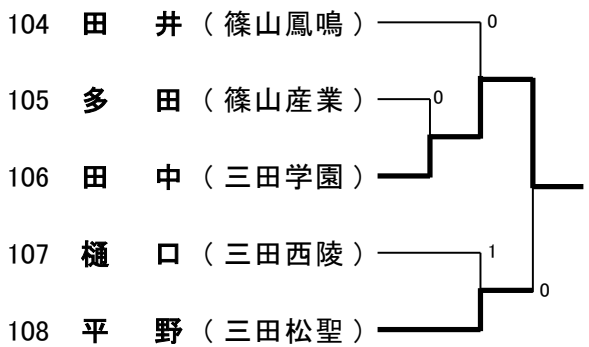 104 田 井 （ 篠山鳳鳴 ） 0
105 多 田 （ 篠山産業 ） 0
106 田 中 （ 三田学園 ）
107 樋 口 （ 三田西陵 ） 1
0
108 平 野 （ 三田松聖 ）